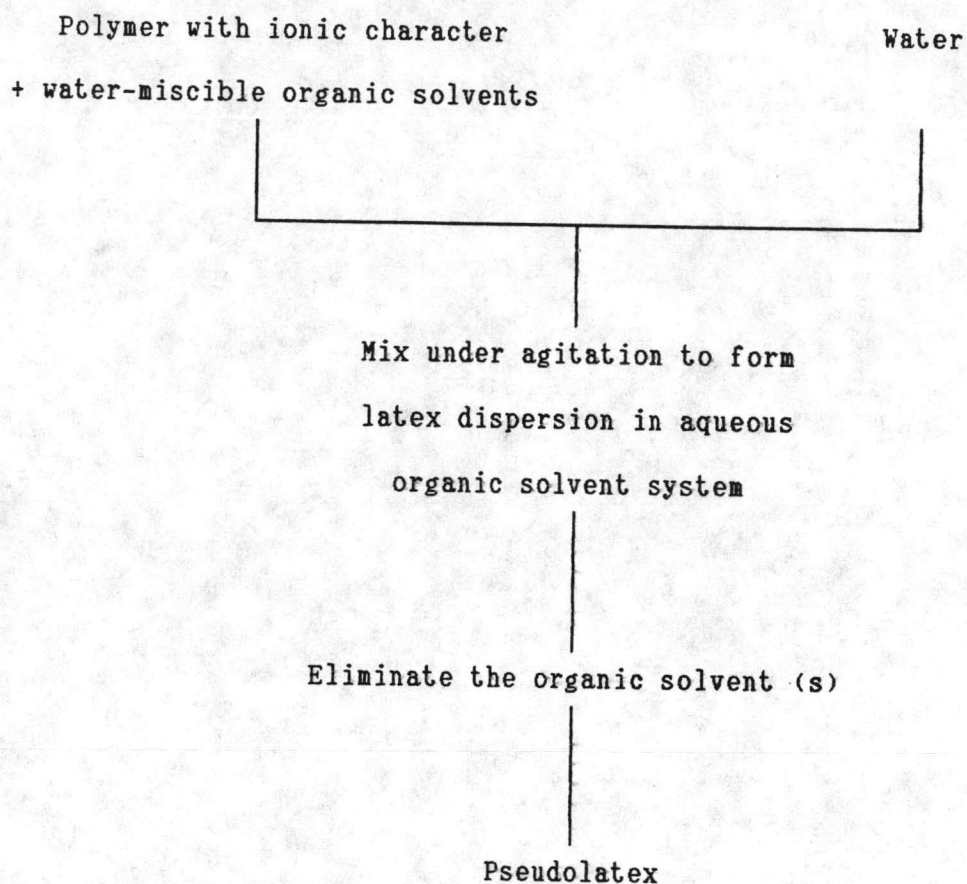 Polymer with ionic character
Water
+ water-miscible organic solvents
Mix under agitation to form
latex dispersion in aqueous
organic solvent system
Eliminate the organic solvent (s)
Pseudolatex